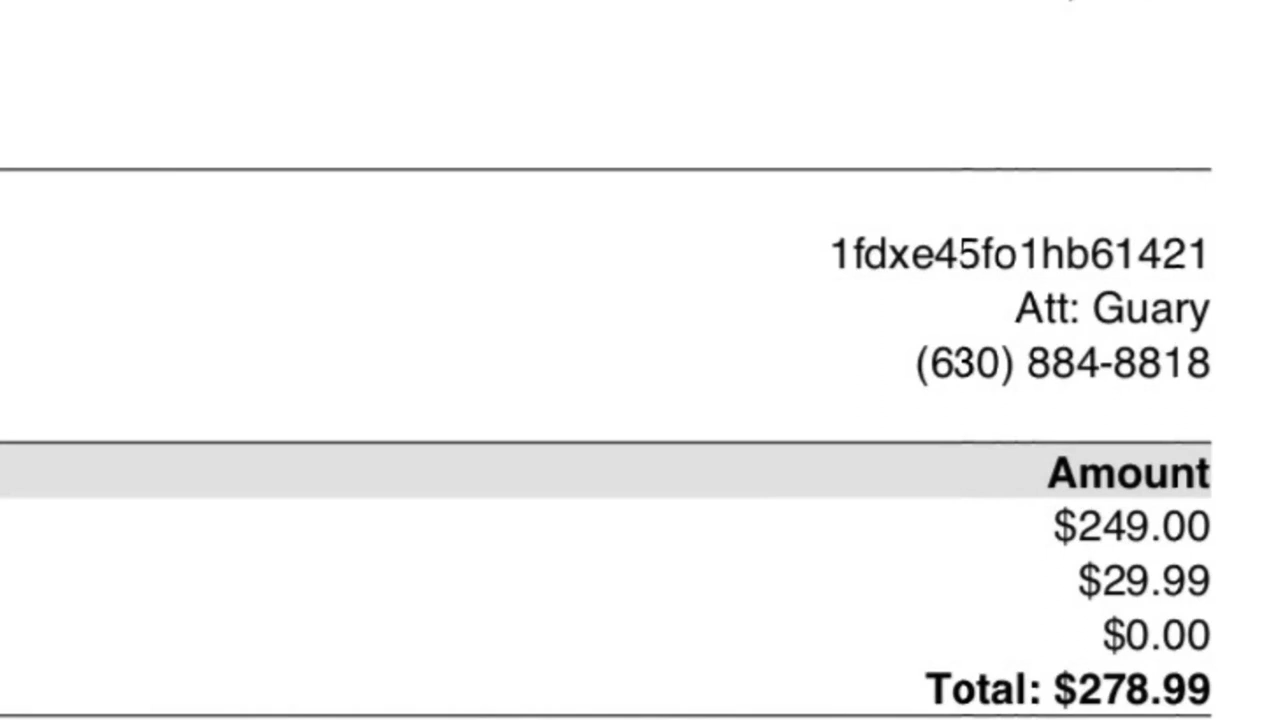 1fdxe45fo1hb61421
Att: Guary
(630) 884-8818
Amount
$249.00
$29.99
$0.00
Total: $278.99